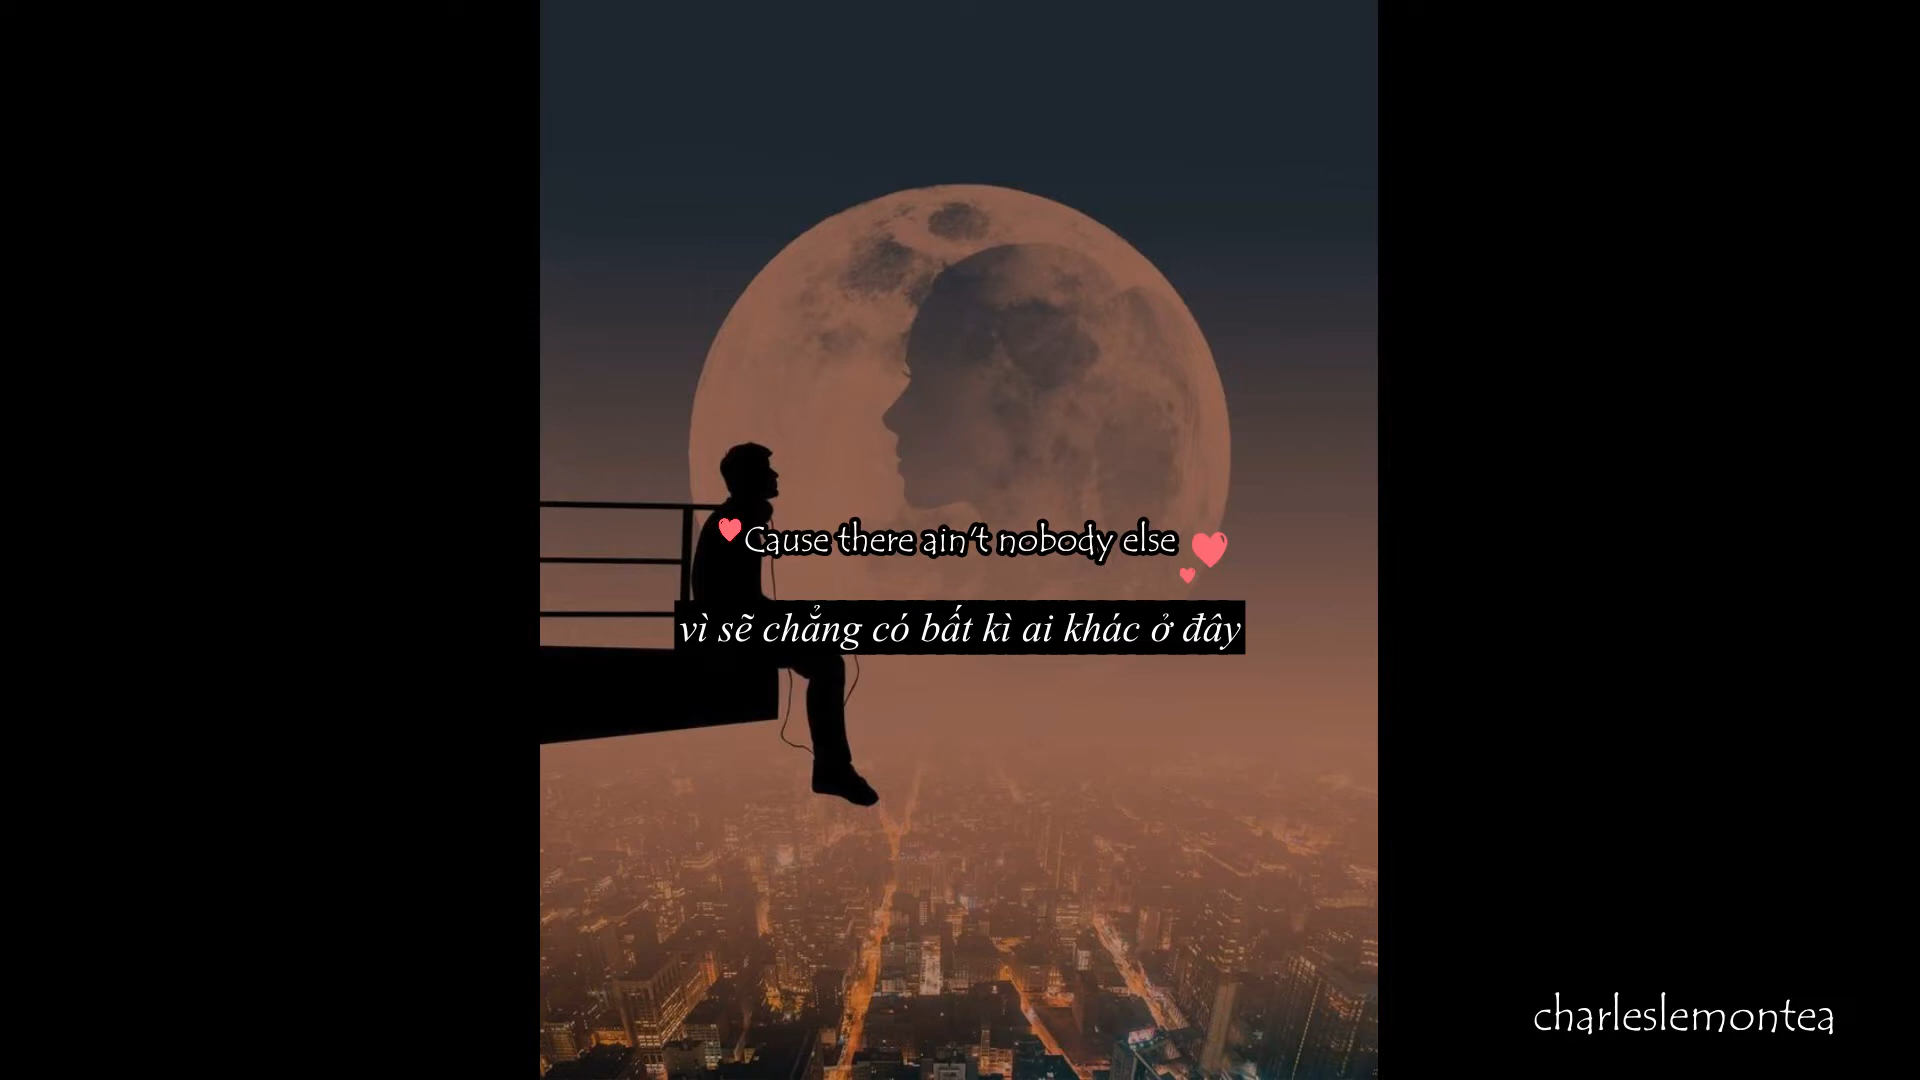 Cause there ain't nobody else
vì sẽ chẳng có bất kì ai khác ở đây
charleslemontea